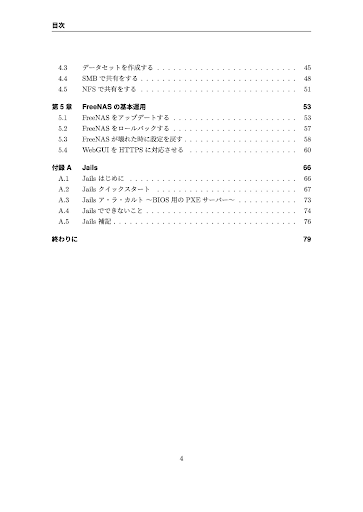 目次
4.3 データセットを作成する . . . . . . . . . . . . . . . . . . . . . . . . . . 45
4.4 SMB で共有をする . . . . . . . . . . . . . . . . . . . . . . . . . . . . . 48
4.5 NFS で共有をする . . . . . . . . . . . . . . . . . . . . . . . . . . . . . 51
第 5 章 FreeNAS の基本運用 53
5.1 FreeNAS をアップデートする . . . . . . . . . . . . . . . . . . . . . . . 53
5.2 FreeNAS をロールバックする . . . . . . . . . . . . . . . . . . . . . . . 57
5.3 FreeNAS が壊れた時に設定を戻す . . . . . . . . . . . . . . . . . . . . . 58
5.4 WebGUI を HTTPS に対応させる . . . . . . . . . . . . . . . . . . . . 60
付録 A Jails 66
A.1 Jails はじめに . . . . . . . . . . . . . . . . . . . . . . . . . . . . . . . 66
A.2 Jails クイックスタート . . . . . . . . . . . . . . . . . . . . . . . . . . 67
A.3 Jails ア・ラ・カルト 〜BIOS 用の PXE サーバー〜 . . . . . . . . . . . 73
A.4 Jails でできないこと . . . . . . . . . . . . . . . . . . . . . . . . . . . . 74
A.5 Jails 補記 . . . . . . . . . . . . . . . . . . . . . . . . . . . . . . . . . . 76
終わりに 79
4